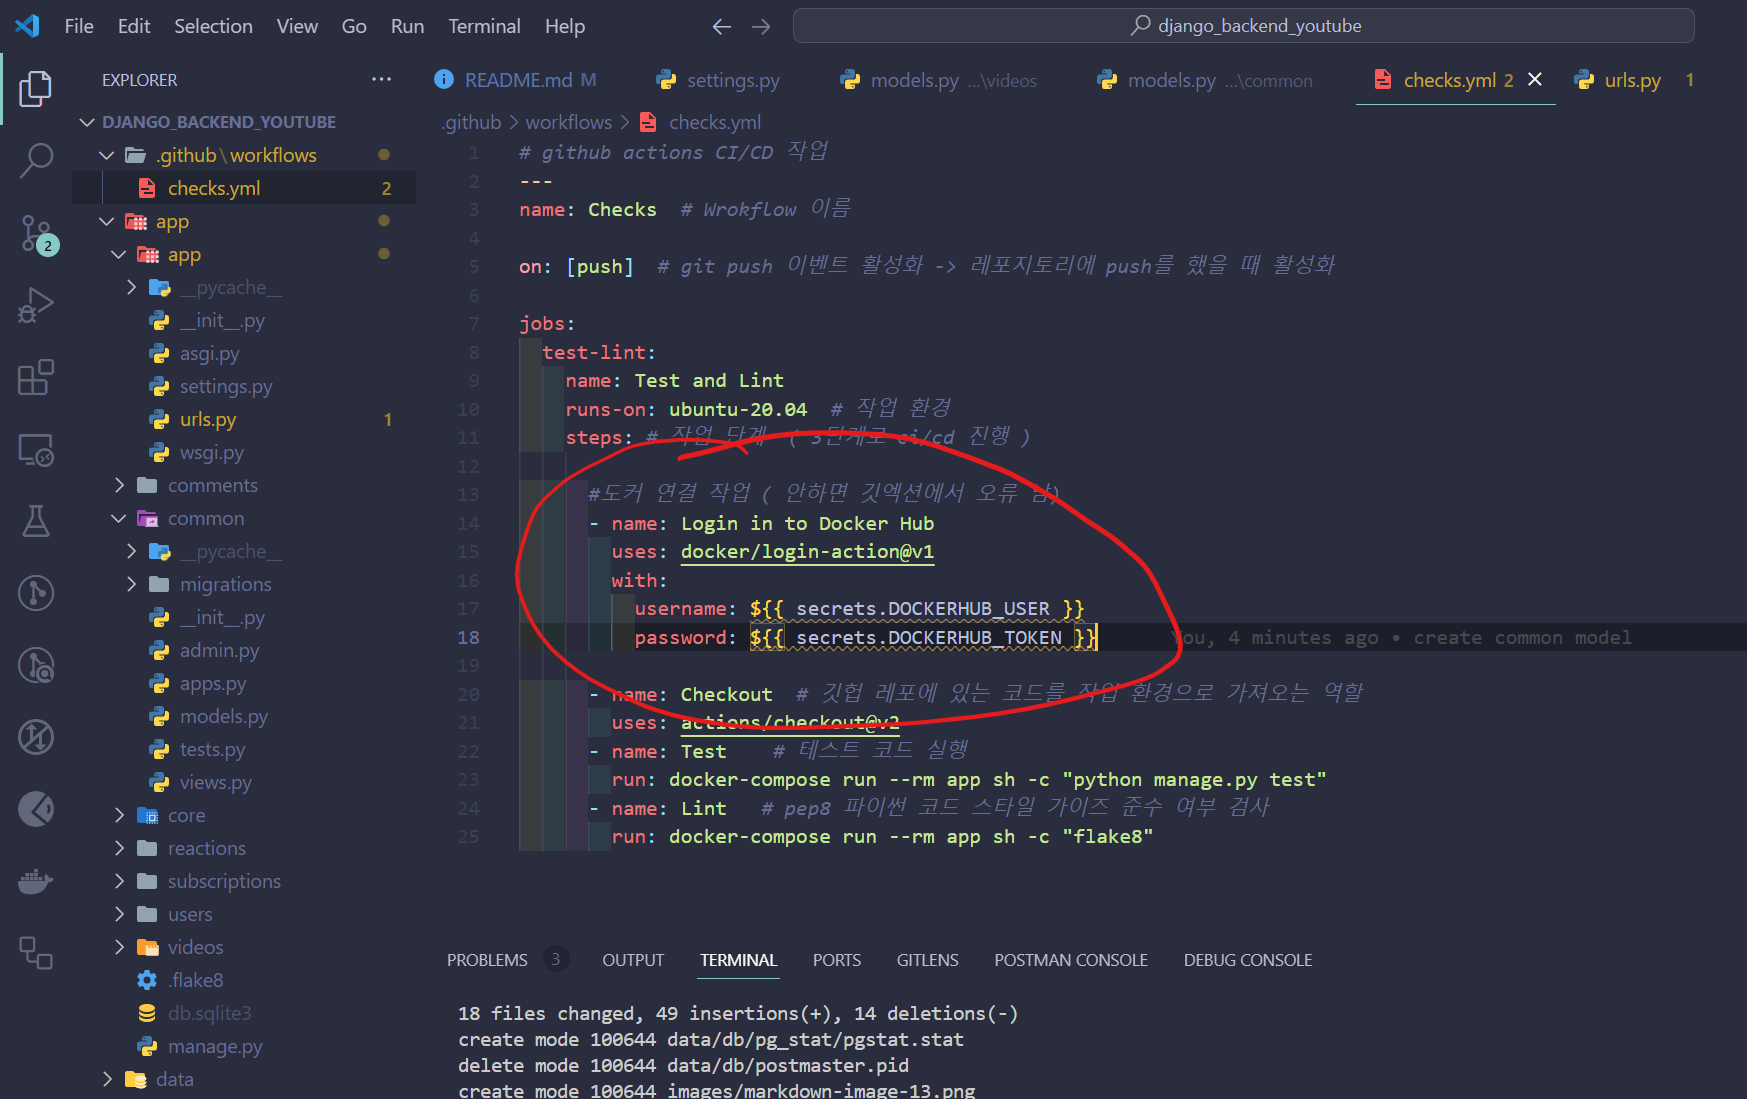 File Edit Selection View Go Run Terminal Help
django_backend_youtube
EXPLORER
README.md M settings.py models.py ...\videos models.py ...\common checks.yml 2 urls.py 1
.github > workflows > checks.yml
DJANGO_BACKEND_YOUTUBE
.github\workflows
checks.yml 2
app
app
__pycache__
__init__.py
asgi.py
settings.py
urls.py 1
wsgi.py
comments
common
__pycache__
migrations
__init__.py
admin.py
apps.py
models.py
tests.py
views.py
core
reactions
subscriptions
users
videos
.flake8
db.sqlite3
manage.py
data
2
1 # github actions CI/CD 작업
2 ---
3 name: Checks # Wrokflow 이름
4
5 on: [push] # git push 이벤트 활성화 -> 레포지토리에 push를 했을 때 활성화
6
7 jobs:
8 test-lint:
9 name: Test and Lint
10 runs-on: ubuntu-20.04 # 작업 환경
11 steps: # 작업 단계 ( 3단계로 ci/cd 진행 )
12
13 #도커 연결 작업 ( 안하면 깃엑션에서 오류 남)
14 - name: Login in to Docker Hub
15 uses: docker/login-action@v1
16 with:
17 username: ${{ secrets.DOCKERHUB_USER }}
18 password: ${{ secrets.DOCKERHUB_TOKEN }} You, 4 minutes ago • create common model
19
20 - name: Checkout # 깃헙 레포에 있는 코드를 작업 환경으로 가져오는 역할
21 uses: actions/checkout@v2
22 - name: Test # 테스트 코드 실행
23 run: docker-compose run --rm app sh -c "python manage.py test"
24 - name: Lint # pep8 파이썬 코드 스타일 가이즈 준수 여부 검사
25 run: docker-compose run --rm app sh -c "flake8"
PROBLEMS 3 OUTPUT TERMINAL PORTS GITLENS POSTMAN CONSOLE DEBUG CONSOLE
18 files changed, 49 insertions(+), 14 deletions(-)
create mode 100644 data/db/pg_stat/pgstat.stat
delete mode 100644 data/db/postmaster.pid
create mode 100644 images/markdown-image-13.png